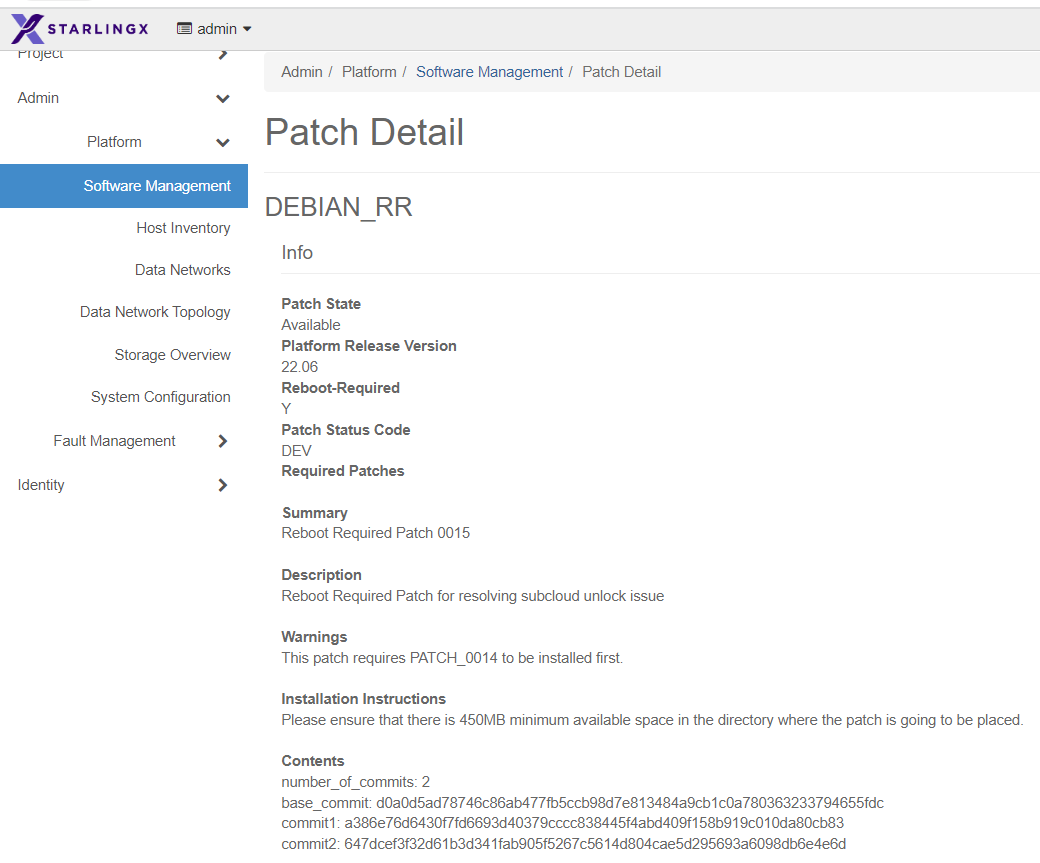 STARLINGX admin
Project
Admin
Platform
Software Management
Host Inventory
Data Networks
Data Network Topology
Storage Overview
System Configuration
Fault Management
Identity
Admin / Platform / Software Management / Patch Detail
Patch Detail
DEBIAN_RR
Info
Patch State
Available
Platform Release Version
22.06
Reboot-Required
Y
Patch Status Code
DEV
Required Patches
Summary
Reboot Required Patch 0015
Description
Reboot Required Patch for resolving subcloud unlock issue
Warnings
This patch requires PATCH_0014 to be installed first.
Installation Instructions
Please ensure that there is 450MB minimum available space in the directory where the patch is going to be placed.
Contents
number_of_commits: 2
base_commit: d0a0d5ad78746c86ab477fb5ccb98d7e813484a9cb1c0a780363233794655fdc
commit1: a386e76d6430f7fd6693d40379cccc838445f4abd409f158b919c010da80cb83
commit2: 647dcef3f32d61b3d341fab905f5267c5614d804cae5d295693a6098db6e4e6d